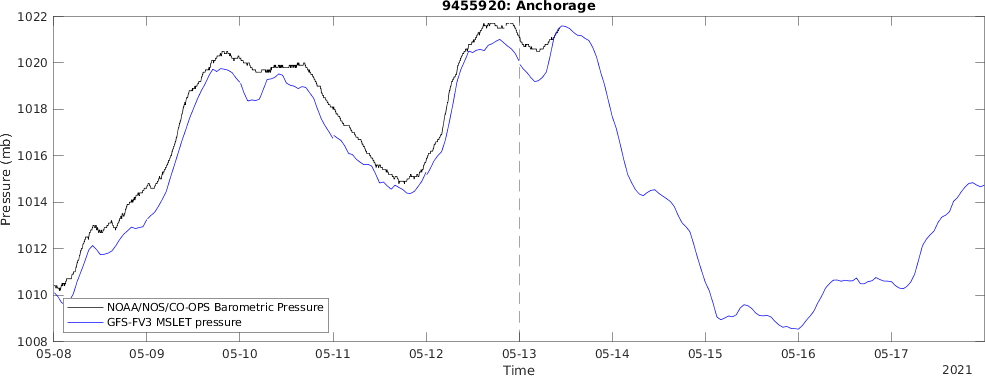 9455920: Anchorage
Pressure (mb)
1022
1020
1018
1016
1014
1012
1010
1008
NOAA/NOS/CO-OPS Barometric Pressure
GFS-FV3 MSLET pressure
05-08 05-09 05-10 05-11 05-12 05-13 05-14 05-15 05-16 05-17
Time
2021